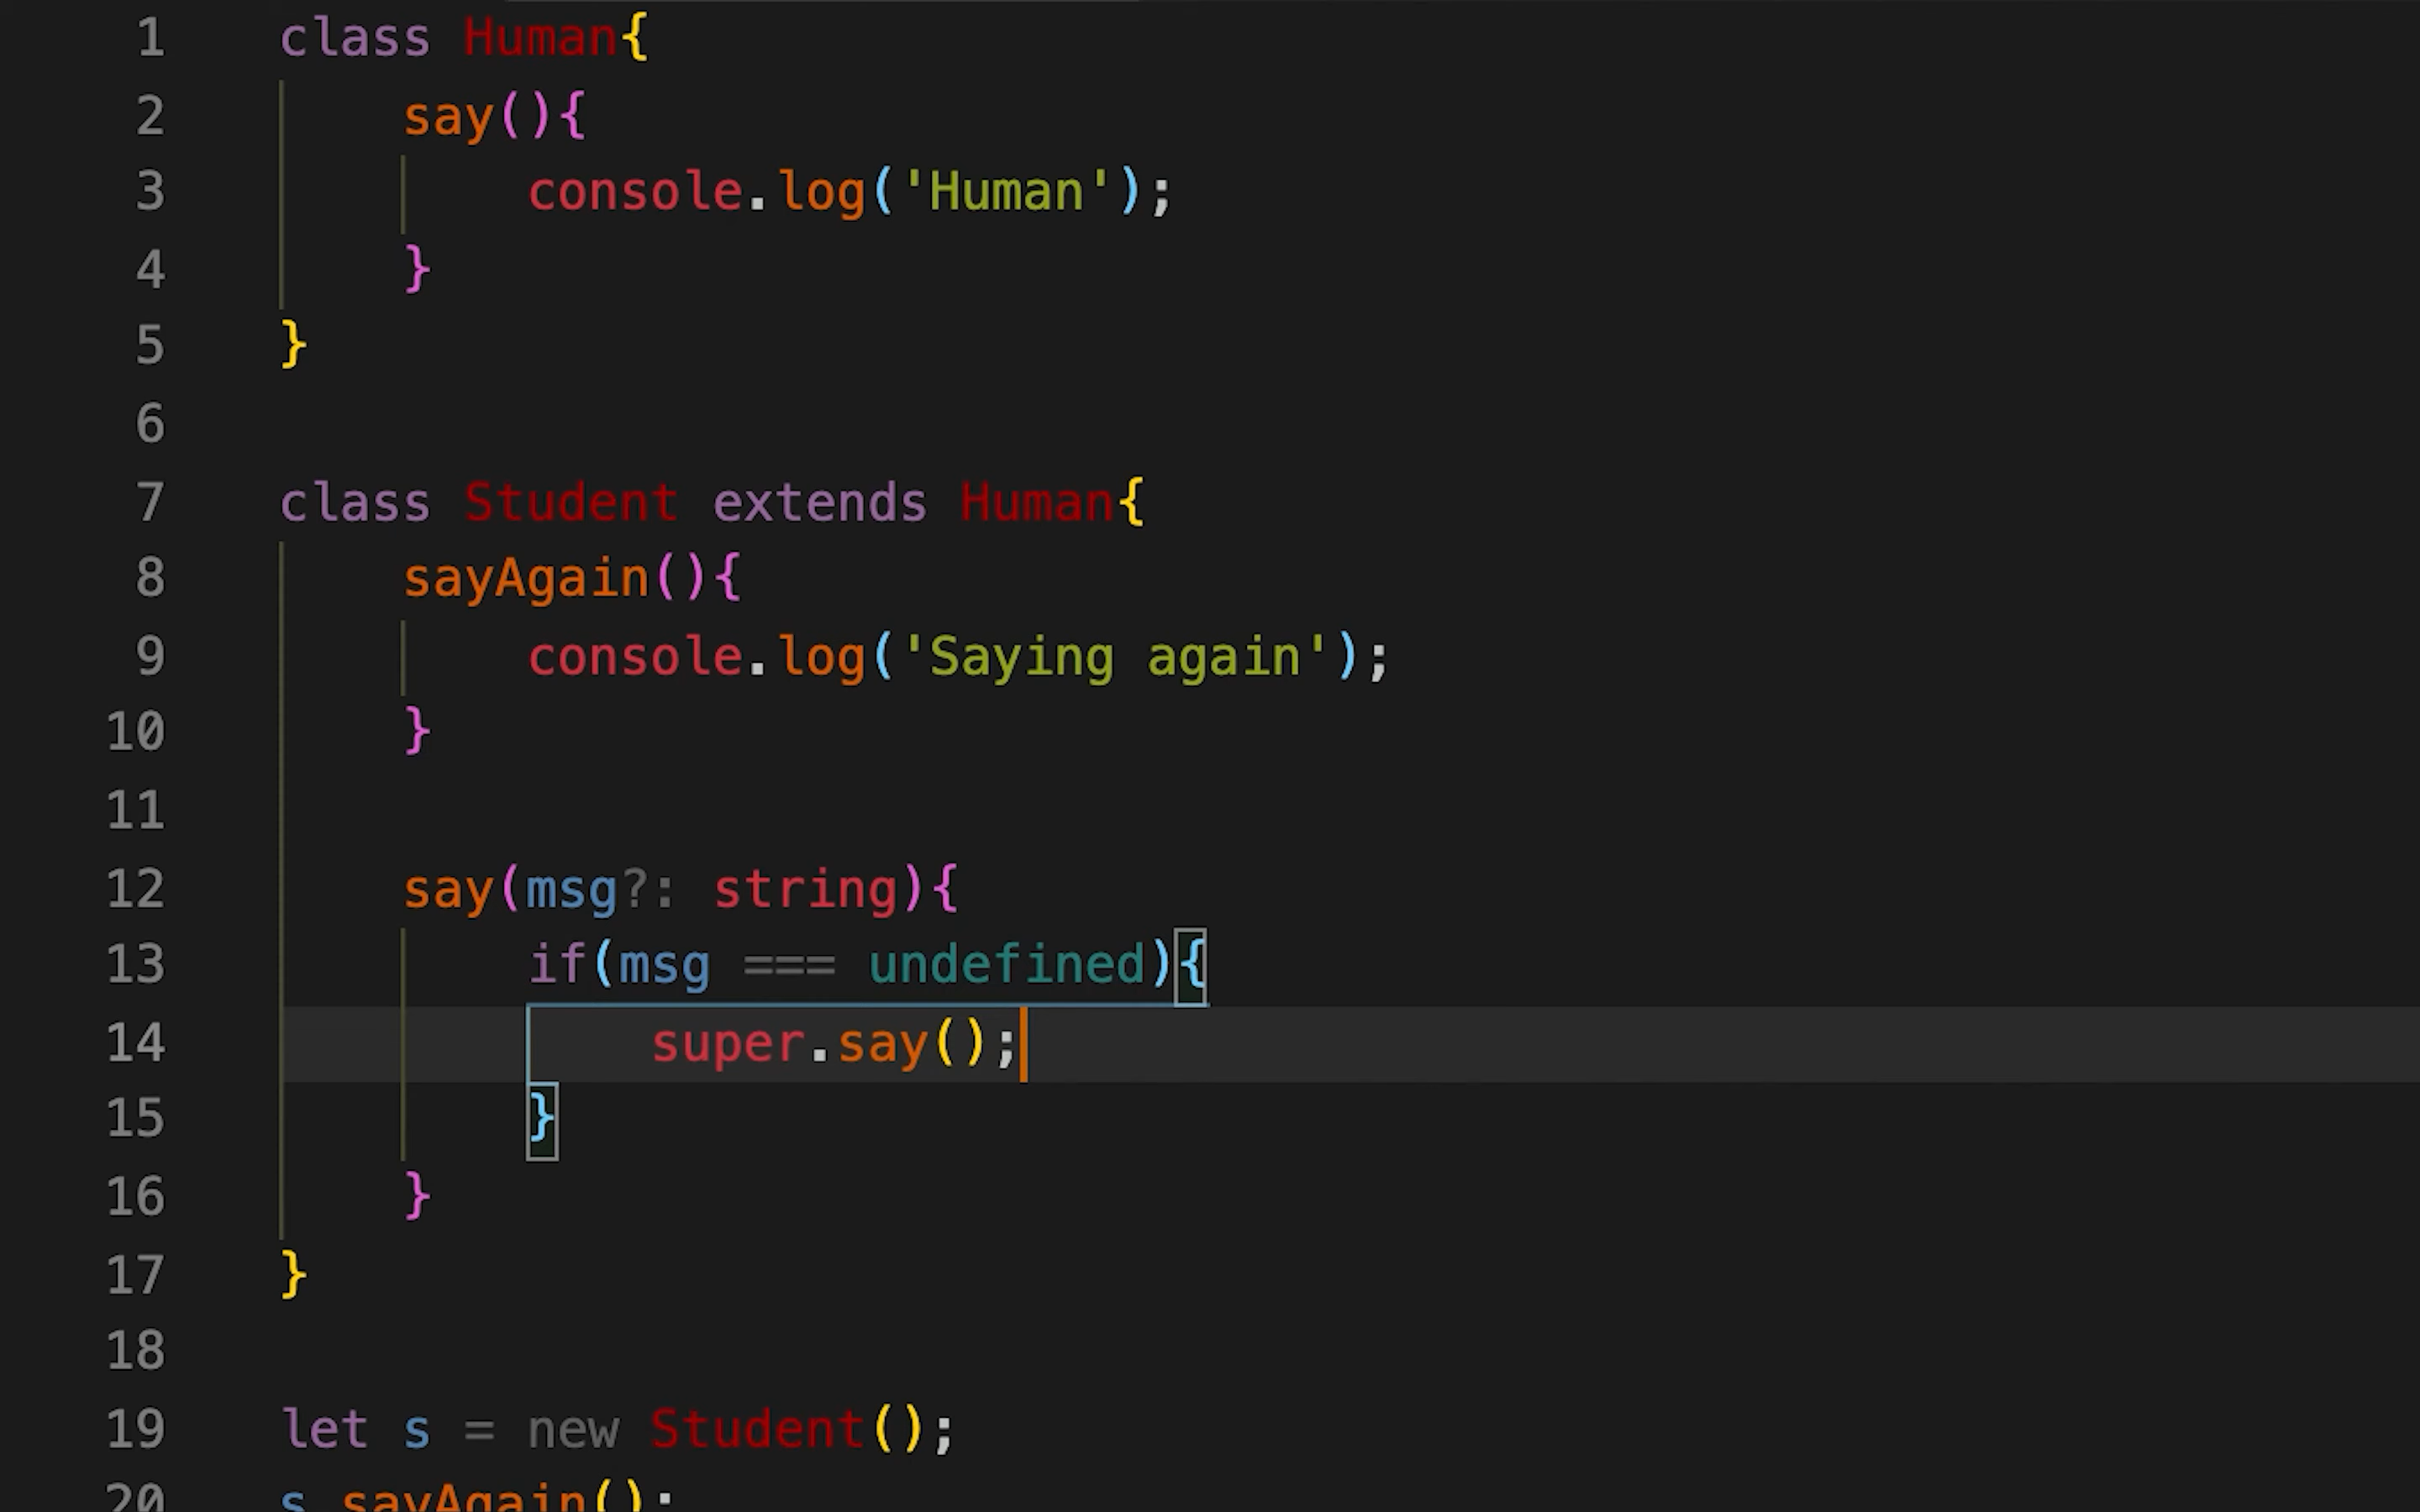 1 class Human{
2 say(){
3 console.log('Human');
4 }
5 }
6
7 class Student extends Human{
8 sayAgain(){
9 console.log('Saying again');
10 }
11
12 say(msg?: string){
13 if(msg === undefined){
14 super.say();
15 }
16 }
17 }
18
19 let s = new Student();
20 s.sayAgain();